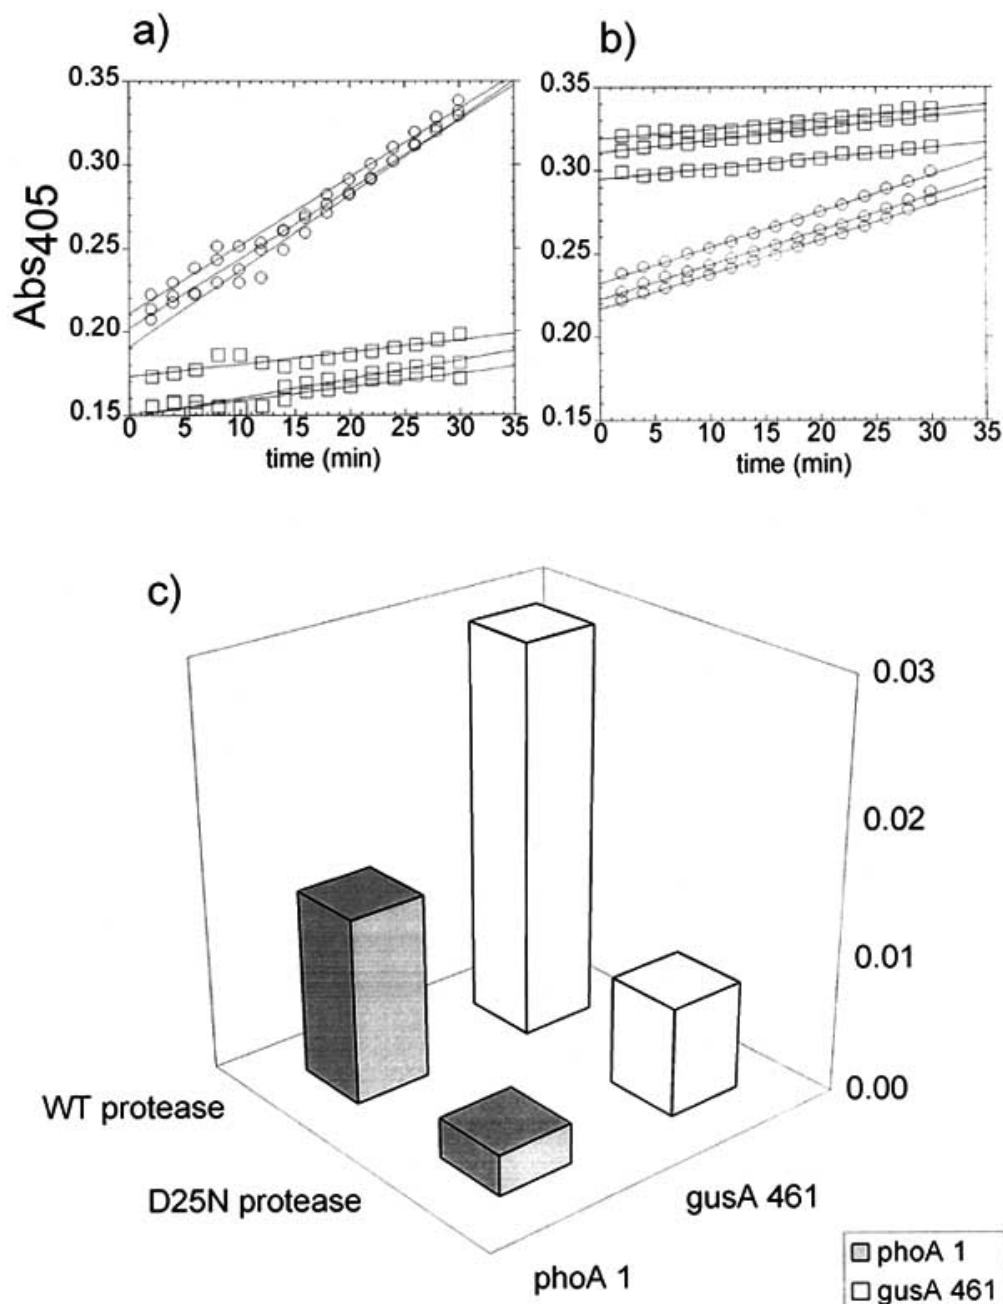 a)
b)
Abs405
0.35
0.30
0.25
0.20
0.15
0 5 10 15 20 25 30 35
time (min)
0.35
0.30
0.25
0.20
0.15
0 5 10 15 20 25 30 35
time (min)
c)
0.03
0.02
0.01
0.00
WT protease
D25N protease
gusA 461
phoA 1
phoA 1
gusA 461